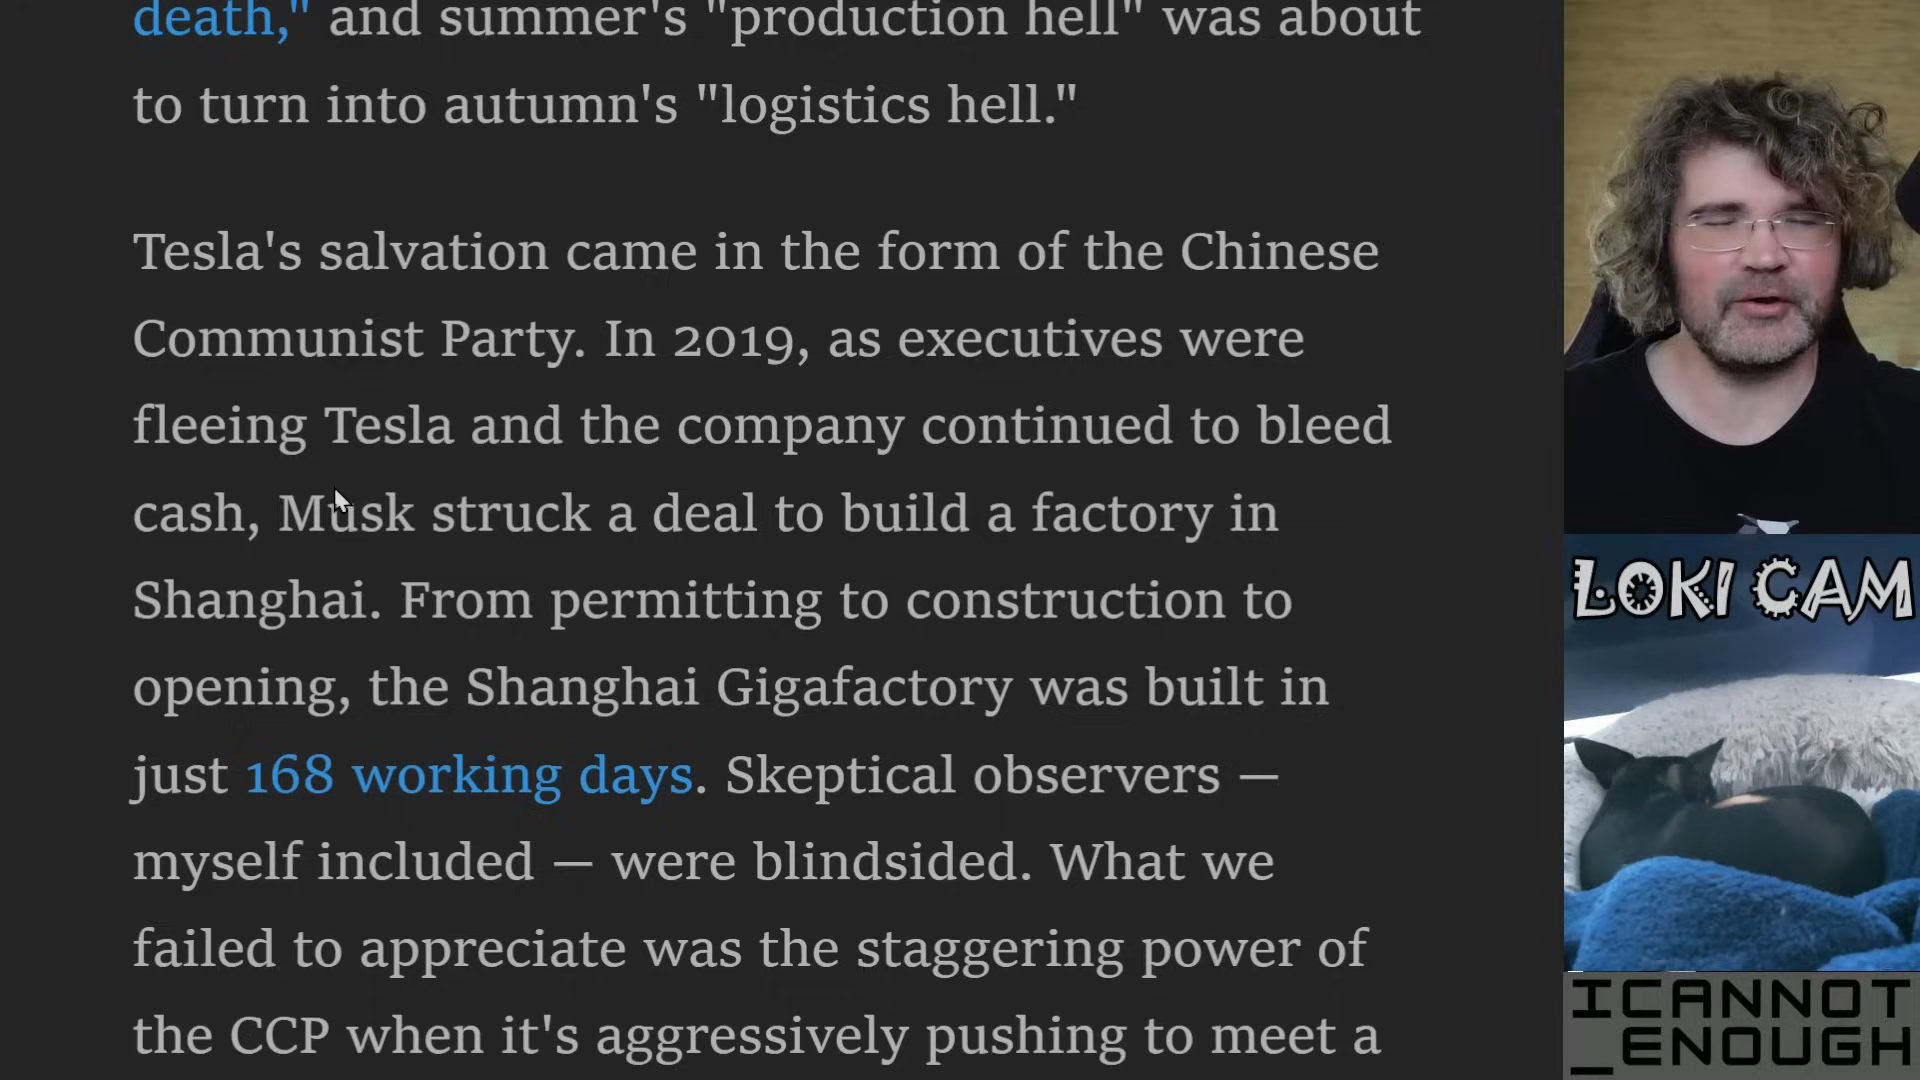 death," and summer's "production hell" was about
to turn into autumn's "logistics hell."
Tesla's salvation came in the form of the Chinese
Communist Party. In 2019, as executives were
fleeing Tesla and the company continued to bleed
cash, Musk struck a deal to build a factory in
Shanghai. From permitting to construction to
opening, the Shanghai Gigafactory was built in
just 168 working days. Skeptical observers —
myself included — were blindsided. What we
failed to appreciate was the staggering power of
the CCP when it's aggressively pushing to meet a
LOKI CAM
ICANNOT
_ENOUGH